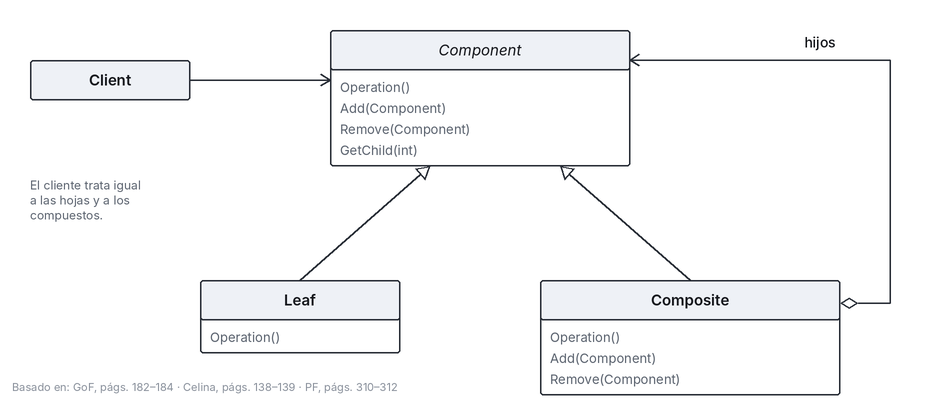 hijos
Component
Client
Operation()
Add(Component)
Remove(Component)
GetChild(int)
El cliente trata igual
a las hojas y a los
compuestos.
Leaf
Operation()
Composite
Operation()
Add(Component)
Remove(Component)
Basado en: GoF, págs. 182–184 · Celina, págs. 138–139 · PF, págs. 310–312